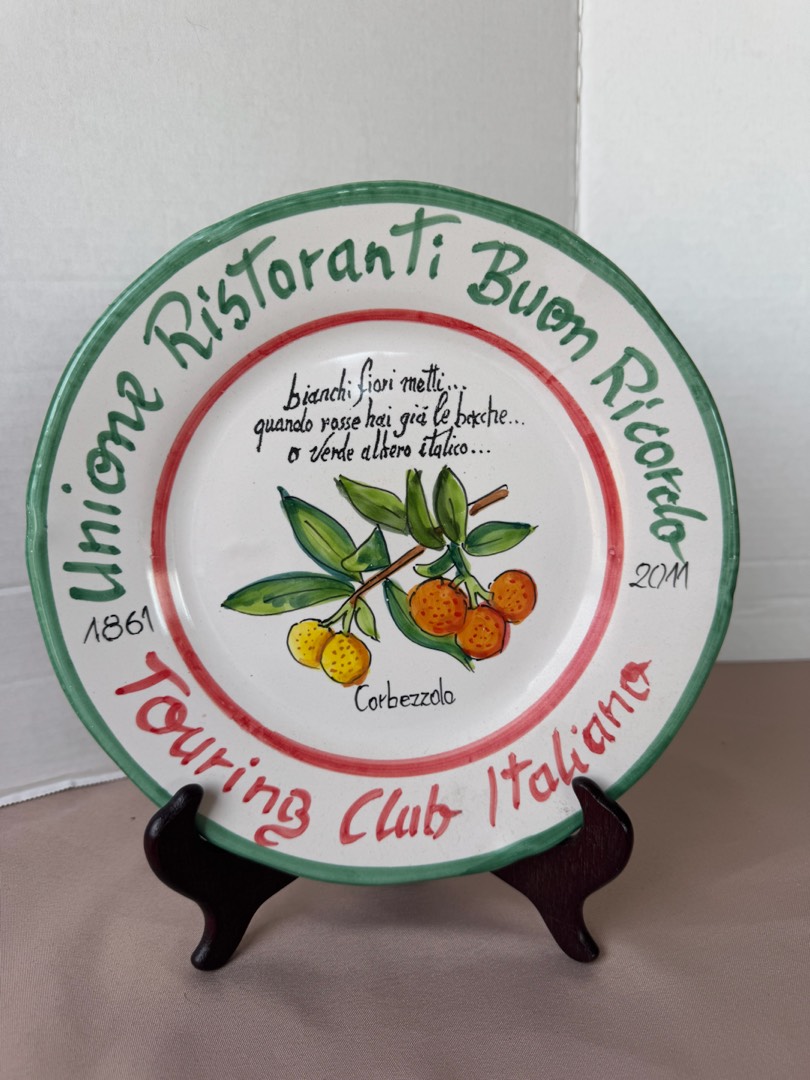 Unione Ristoranti Buon Ricordo
bianchi fiori metti...
quando rosse hai già le bacche...
o verde albero italico...
1861
2011
Corbezzolo
Touring Club Italiano